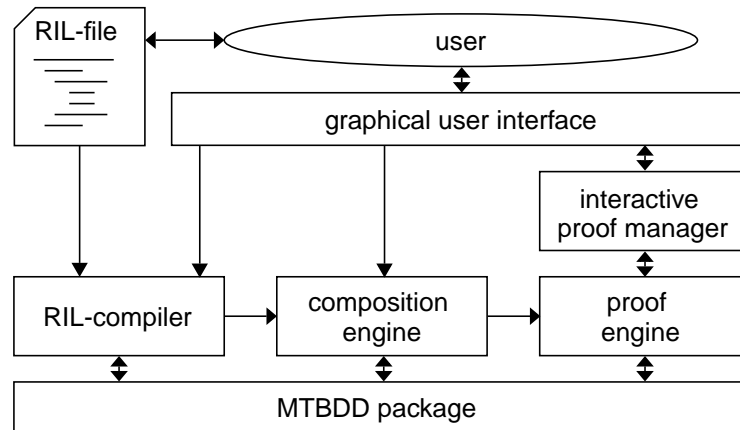 RIL-file
user
graphical user interface
interactive
proof manager
RIL-compiler
composition
engine
proof
engine
MTBDD package